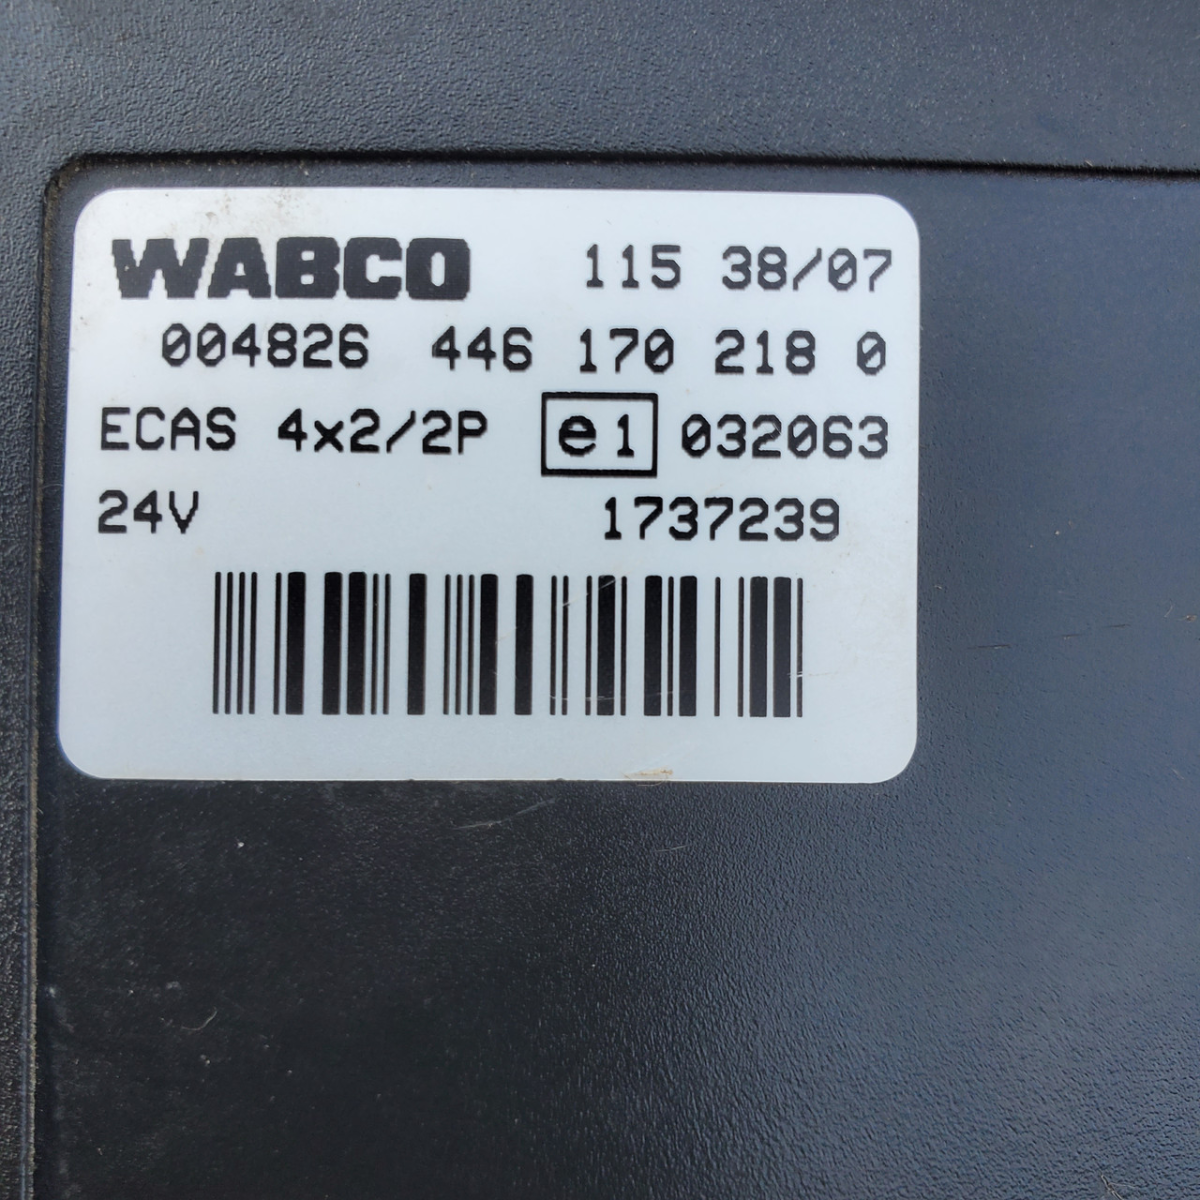 WABCO 115 38/07
004826 446 170 218 0
ECAS 4x2/2P e1 032063
24V 1737239